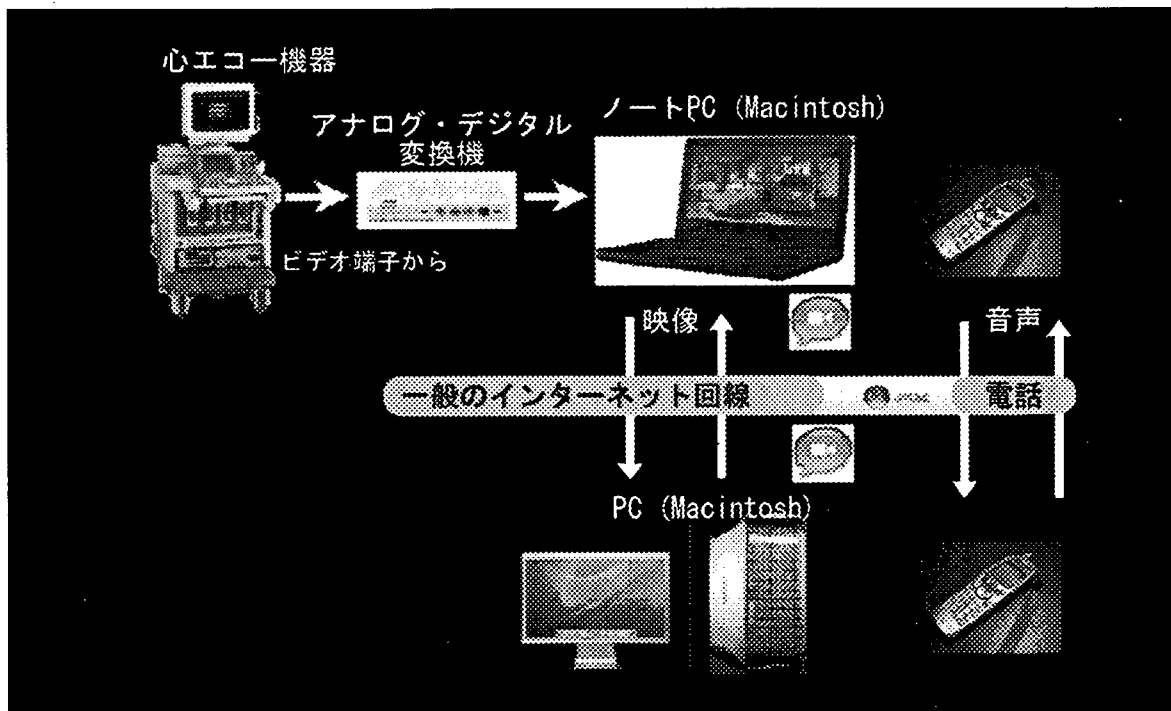 心エコー機器
アナログ・デジタル
変換機
ノートPC (Macintosh)
ビデオ端子から
映像
音声
一般のインターネット回線
電話
PC (Macintosh)